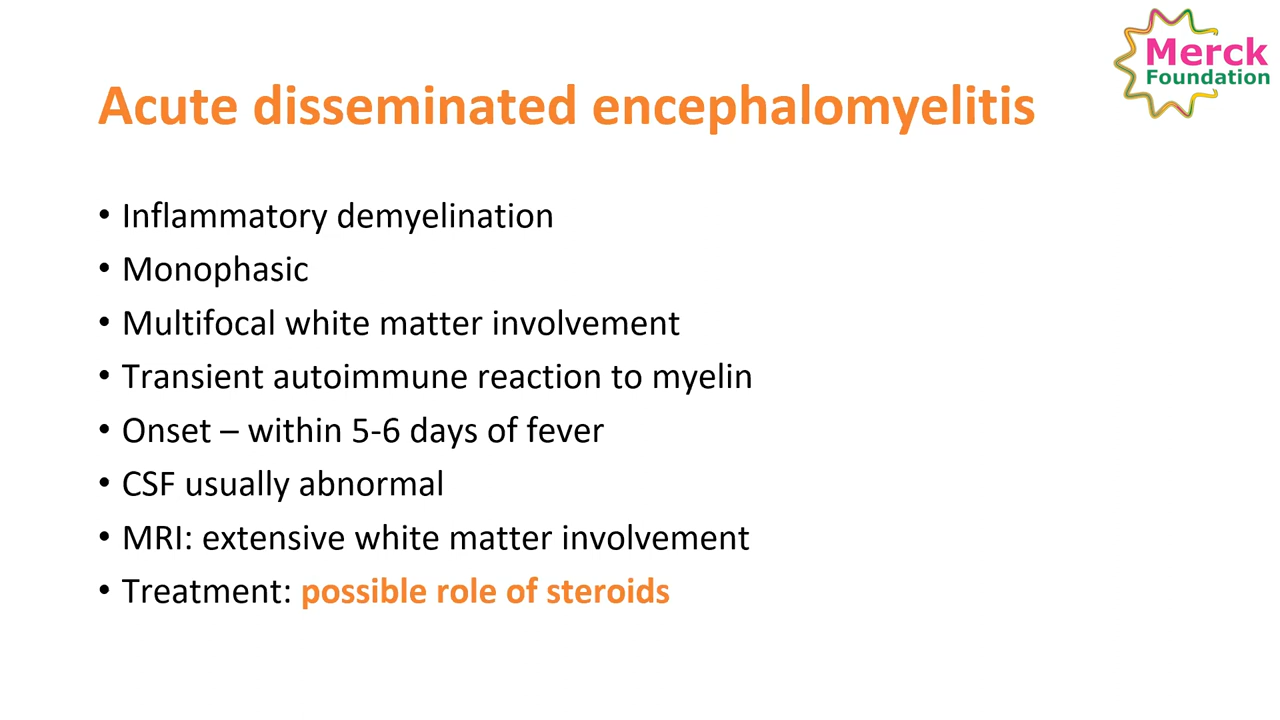 Merck
Foundation
Acute disseminated encephalomyelitis
• Inflammatory demyelination
• Monophasic
• Multifocal white matter involvement
• Transient autoimmune reaction to myelin
• Onset – within 5-6 days of fever
• CSF usually abnormal
• MRI: extensive white matter involvement
• Treatment: possible role of steroids